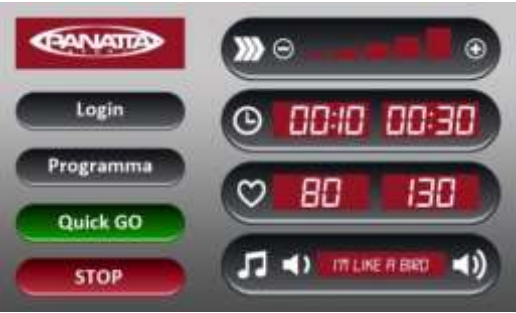 PANATTA
Login
Programma
Quick GO
STOP
00:10 00:30
80 130
I'M LIKE A BIRD